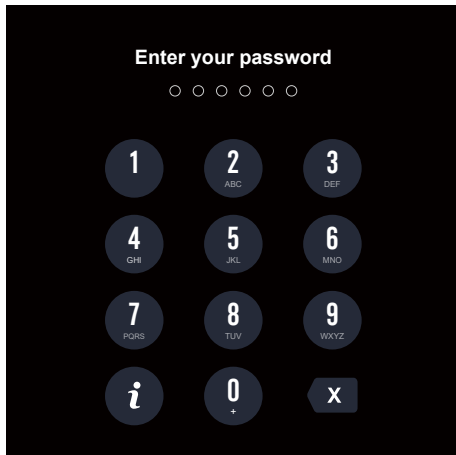 Enter your password
1 2 3
ABC DEF
4 5 6
GHI JKL MNO
7 8 9
PQRS TUV WXYZ
i 0 X
+